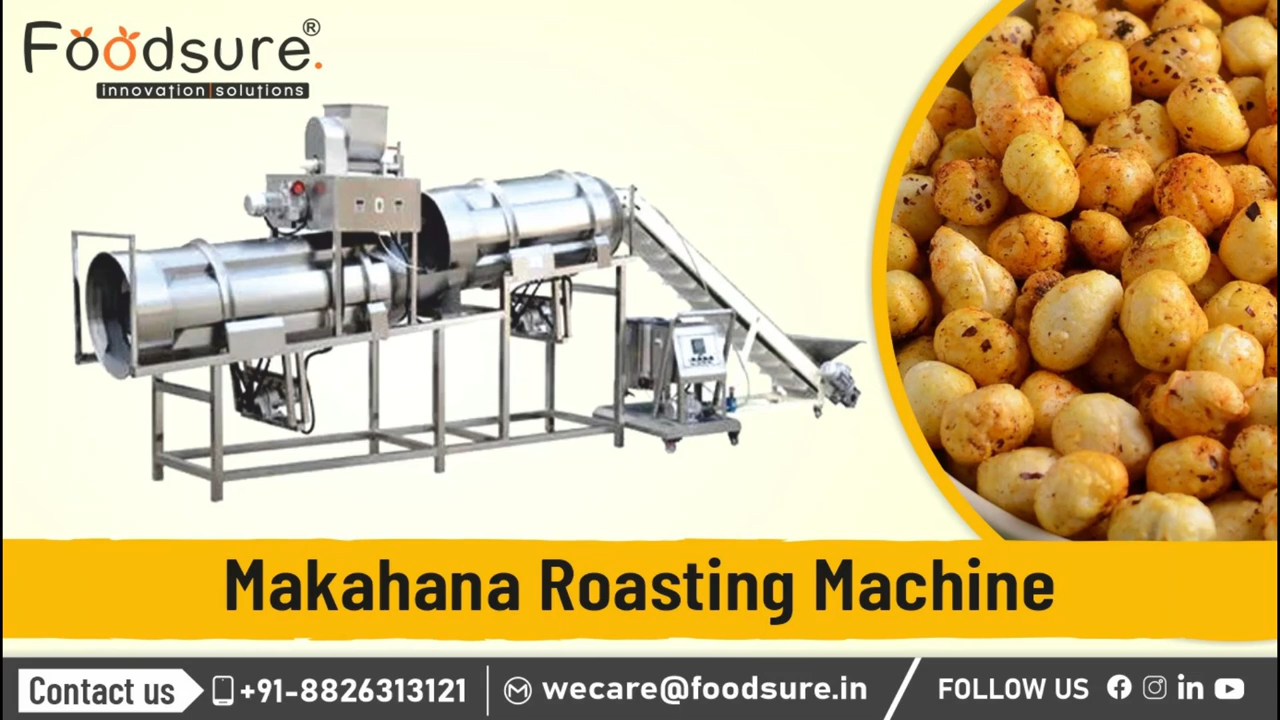 Foodsure.®
innovation|solutions
Makahana Roasting Machine
Contact us +91-8826313121 wecare@foodsure.in FOLLOW US